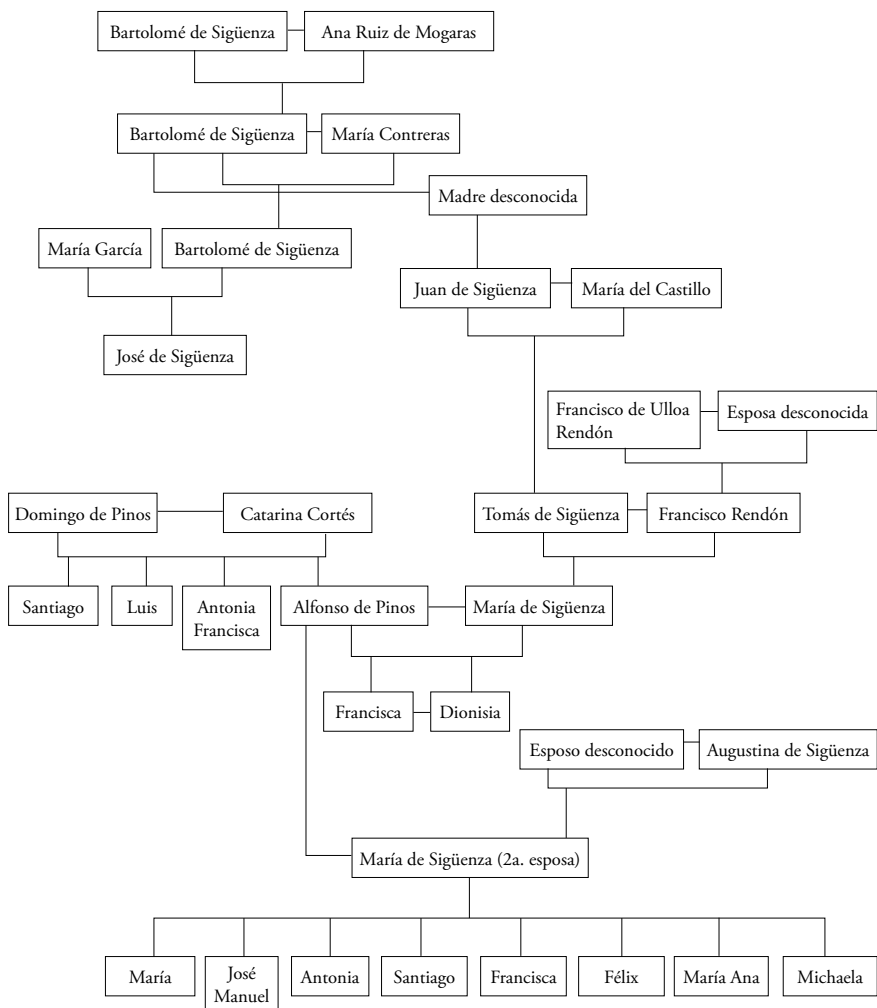 Bartolomé de Sigüenza
Ana Ruiz de Mogaras
Bartolomé de Sigüenza
María Contreras
Madre desconocida
María García
Bartolomé de Sigüenza
Juan de Sigüenza
María del Castillo
José de Sigüenza
Francisco de Ulloa
Rendón
Esposa desconocida
Domingo de Pinos
Catarina Cortés
Tomás de Sigüenza
Francisco Rendón
Santiago
Luis
Antonia
Francisca
Alfonso de Pinos
María de Sigüenza
Francisca
Dionisia
Esposo desconocido
Augustina de Sigüenza
María de Sigüenza (2a. esposa)
María
José
Manuel
Antonia
Santiago
Francisca
Félix
María Ana
Michaela